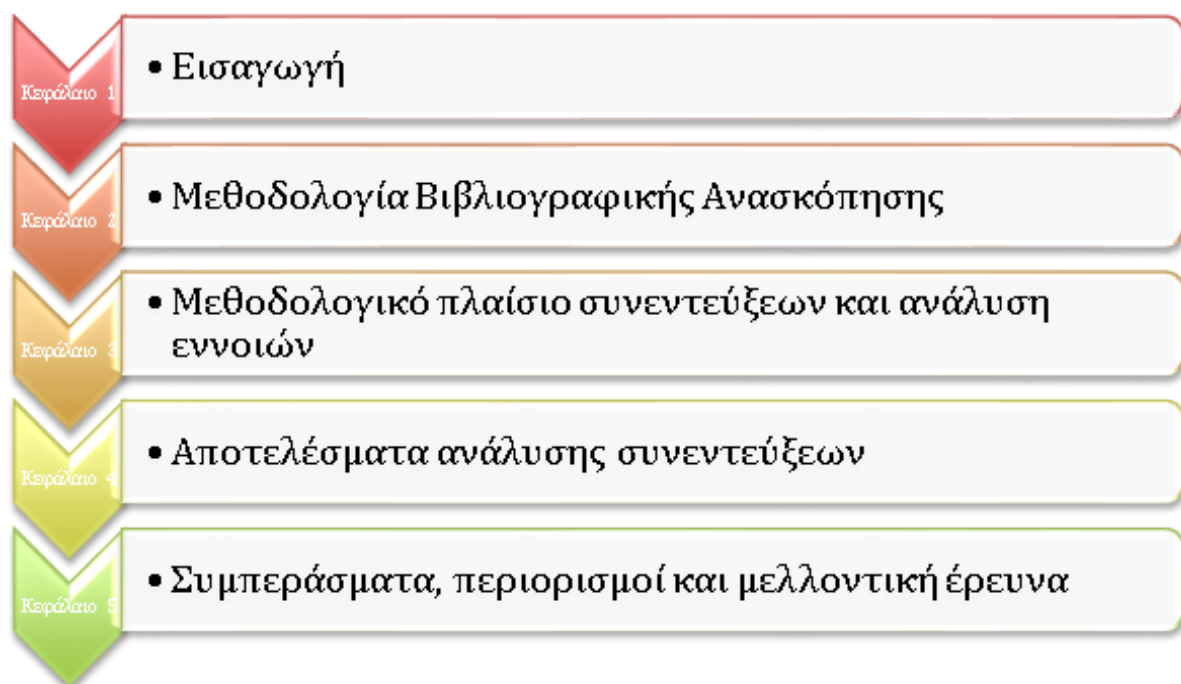 Κεφάλαιο 1
• Εισαγωγή
Κεφάλαιο 2
• Μεθοδολογία Βιβλιογραφικής Ανασκόπησης
Κεφάλαιο 3
• Μεθοδολογικό πλαίσιο συνεντεύξεων και ανάλυση
εννοιών
Κεφάλαιο 4
• Αποτελέσματα ανάλυσης συνεντεύξεων
Κεφάλαιο 5
• Συμπεράσματα, περιορισμοί και μελλοντική έρευνα